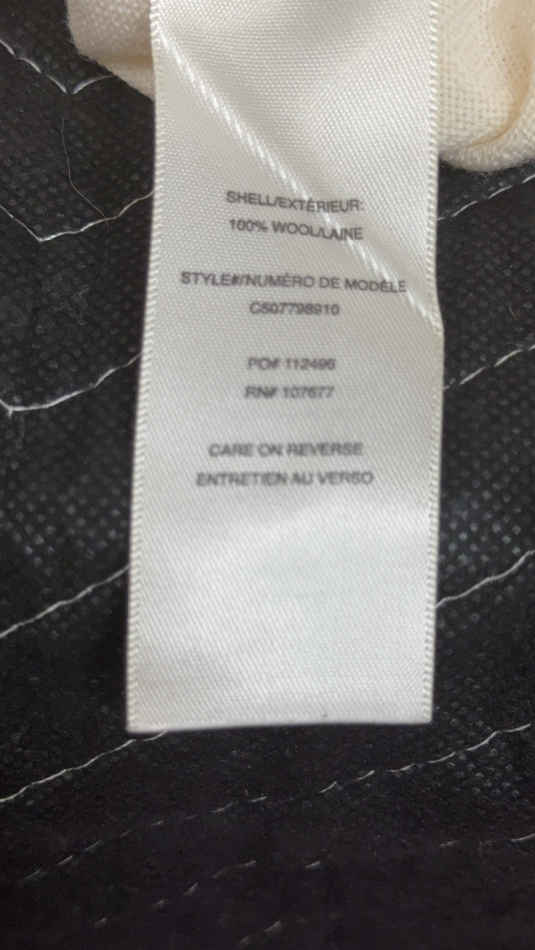 SHELL/EXTÉRIEUR:
100% WOOL/LAINE
STYLE#/NUMÉRO DE MODÈLE
C507798910
PO# 112496
RN# 107677
CARE ON REVERSE
ENTRETIEN AU VERSO